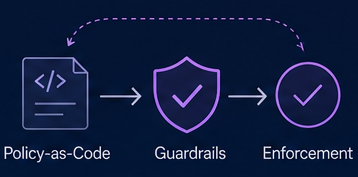 </>
Policy-as-Code
Guardrails
Enforcement